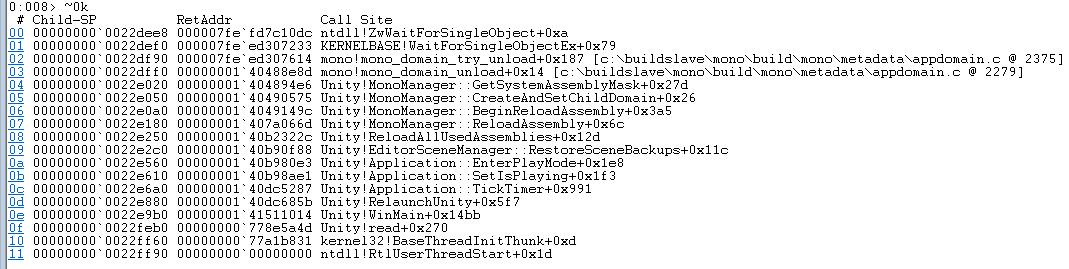 0:008> ~0k
 # Child-SP          RetAddr           Call Site
00 00000000`0022dee8 000007fe`fd7c10dc ntdll!ZwWaitForSingleObject+0xa
01 00000000`0022def0 000007fe`ed307233 KERNELBASE!WaitForSingleObjectEx+0x79
02 00000000`0022df90 000007fe`ed307614 mono!mono_domain_try_unload+0x187 [c:\buildslave\mono\build\mono\metadata\appdomain.c @ 2375]
03 00000000`0022dff0 00000001`40488e8d mono!mono_domain_unload+0x14 [c:\buildslave\mono\build\mono\metadata\appdomain.c @ 2279]
04 00000000`0022e020 00000001`404894e6 Unity!MonoManager::GetSystemAssemblyMask+0x27d
05 00000000`0022e050 00000001`40490575 Unity!MonoManager::CreateAndSetChildDomain+0x26
06 00000000`0022e0a0 00000001`4049149c Unity!MonoManager::BeginReloadAssembly+0x3a5
07 00000000`0022e180 00000001`407a066d Unity!MonoManager::ReloadAssembly+0x6c
08 00000000`0022e250 00000001`40b2322c Unity!ReloadAllUsedAssemblies+0x12d
09 00000000`0022e2c0 00000001`40b90f88 Unity!EditorSceneManager::RestoreSceneBackups+0x11c
0a 00000000`0022e560 00000001`40b980e3 Unity!Application::EnterPlayMode+0x1e8
0b 00000000`0022e610 00000001`40b98ae1 Unity!Application::SetIsPlaying+0x1f3
0c 00000000`0022e6a0 00000001`40dc5287 Unity!Application::TickTimer+0x991
0d 00000000`0022e880 00000001`40dc685b Unity!RelaunchUnity+0x5f7
0e 00000000`0022e9b0 00000001`41511014 Unity!WinMain+0x14bb
0f 00000000`0022feb0 00000000`778e5a4d Unity!read+0x270
10 00000000`0022ff60 00000000`77a1b831 kernel32!BaseThreadInitThunk+0xd
11 00000000`0022ff90 00000000`00000000 ntdll!RtlUserThreadStart+0x1d